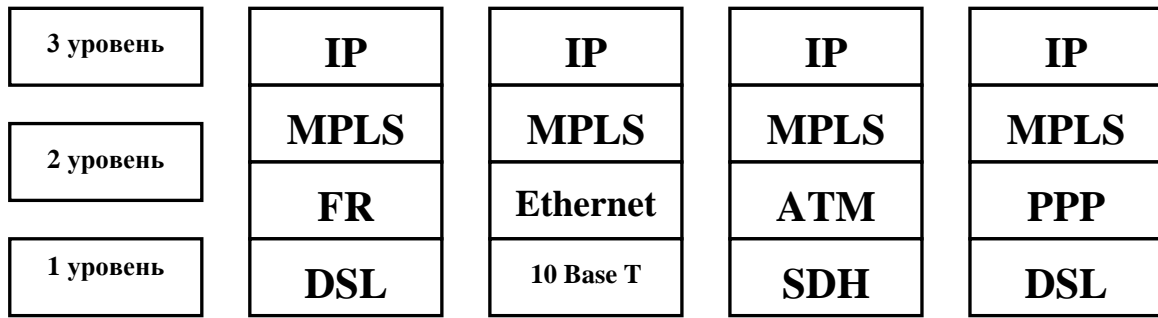 3 уровень
IP
IP
IP
IP
MPLS
MPLS
MPLS
MPLS
2 уровень
FR
Ethernet
ATM
PPP
1 уровень
DSL
10 Base T
SDH
DSL